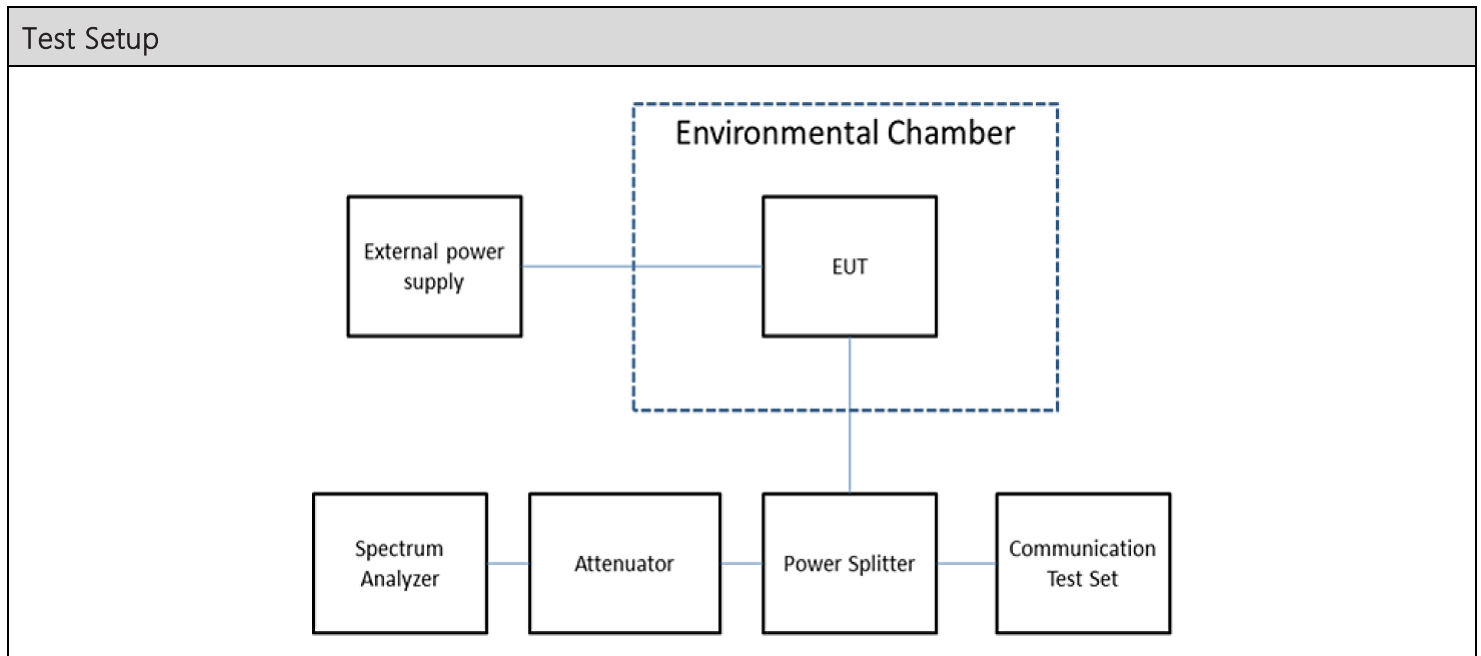 Test Setup
Environmental Chamber
External power
supply
EUT
Spectrum
Analyzer
Attenuator
Power Splitter
Communication
Test Set